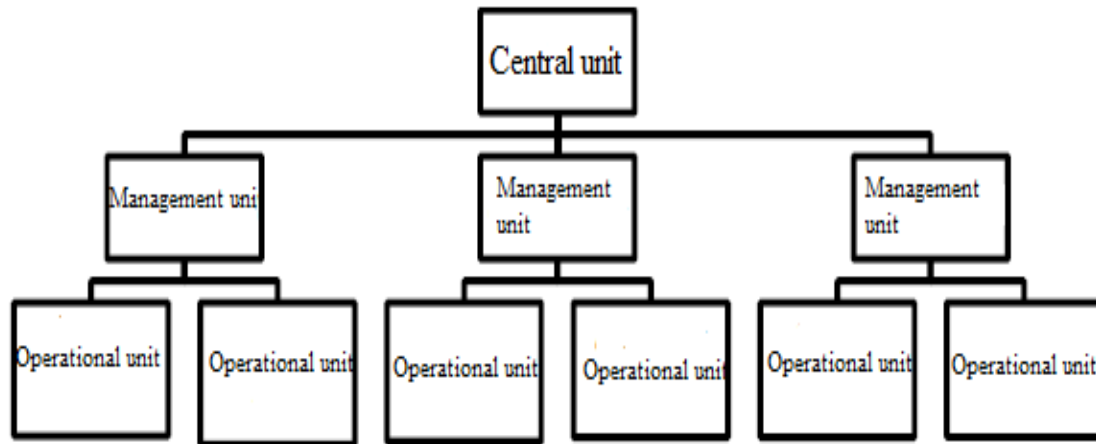 Central unit
Management unit
Management
unit
Management
unit
Operational unit
Operational unit
Operational unit
Operational unit
Operational unit
Operational unit